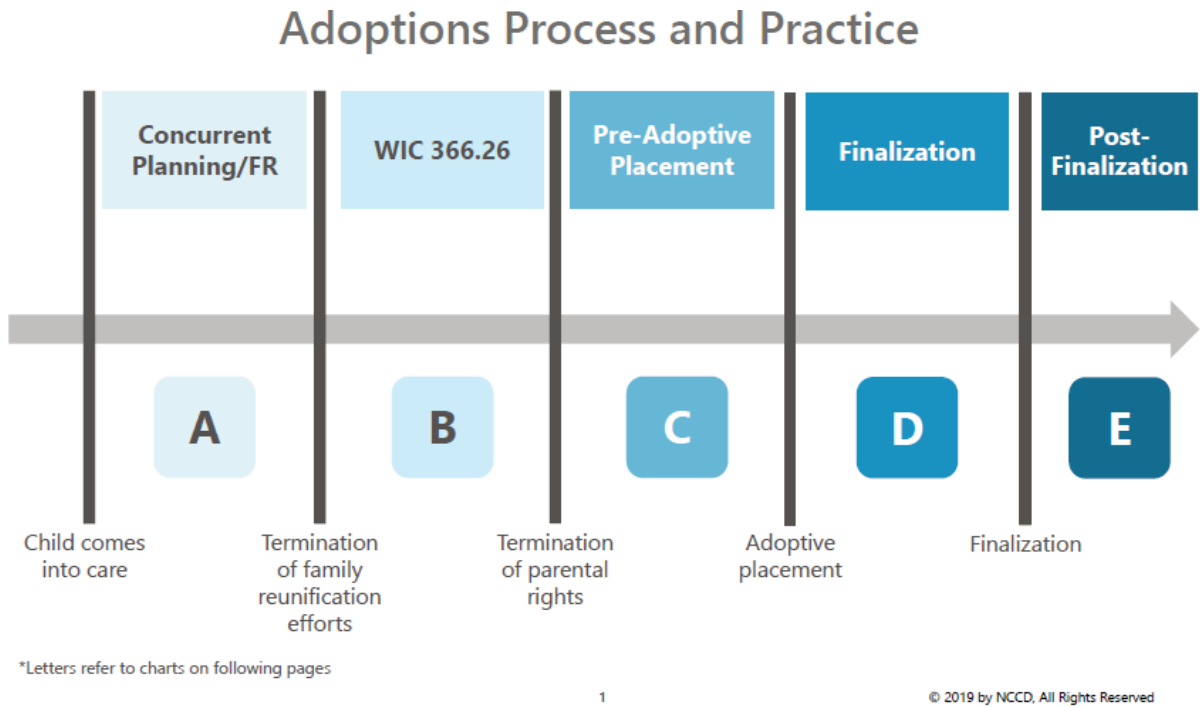 Adoptions Process and Practice
Concurrent
Planning/FR
WIC 366.26
Pre-Adoptive
Placement
Finalization
Post-
Finalization
A
B
C
D
E
Child comes
into care
Termination
of family
reunification
efforts
Termination
of parental
rights
Adoptive
placement
Finalization
*Letters refer to charts on following pages
1
© 2019 by NCCD, All Rights Reserved